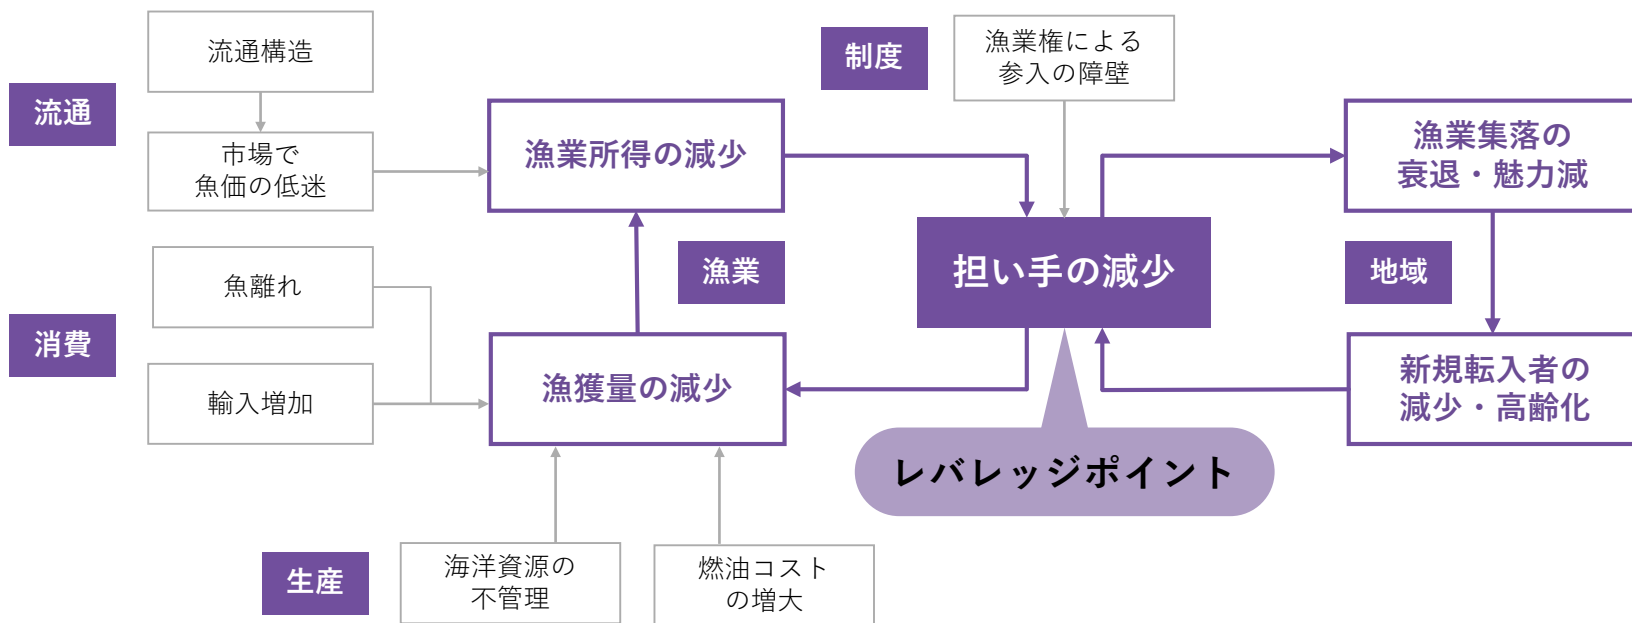 流通構造
流通
市場で
魚価の低迷
漁業所得の減少
制度
漁業権による
参入の障壁
漁業集落の
衰退・魅力減
魚離れ
消費
輸入増加
漁業
漁獲量の減少
担い手の減少
地域
新規転入者の
減少・高齢化
レバレッジポイント
生産
海洋資源の
不管理
燃油コスト
の増大